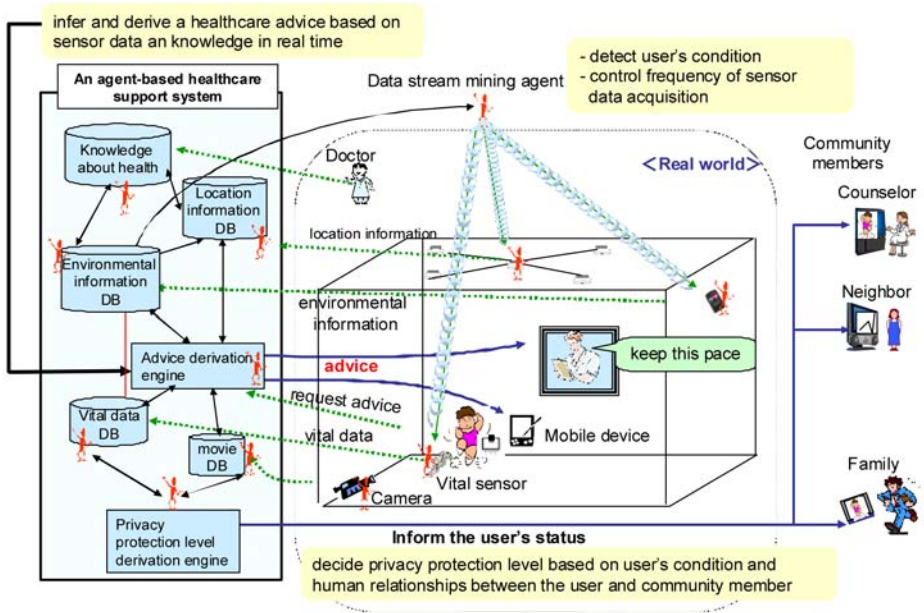 infer and derive a healthcare advice based on
sensor data an knowledge in real time
An agent-based healthcare
support system
Data stream mining agent
- detect user's condition
- control frequency of sensor
data acquisition
Knowledge
about health
Doctor
<Real world>
Community
members
Counselor
Location
information
DB
location information
Environmental
information
DB
environmental
information
Neighbor
Advice derivation
engine
advice
keep this pace
request advice
Vital data
DB
vital data
movie
DB
Mobile device
Camera
Vital sensor
Family
Privacy
protection level
derivation engine
Inform the user's status
decide privacy protection level based on user's condition and
human relationships between the user and community member